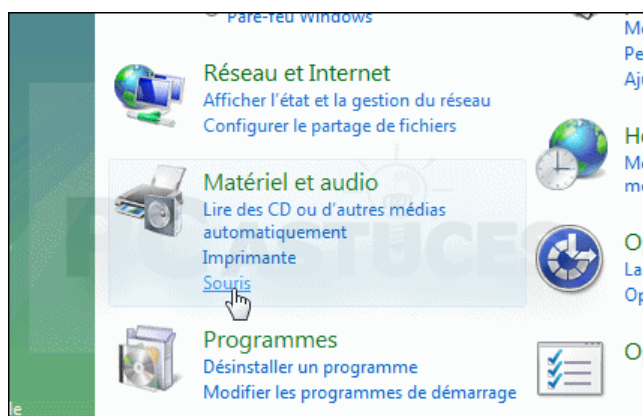 Pare-feu Windows
Réseau et Internet
Afficher l'état et la gestion du réseau
Configurer le partage de fichiers
Matériel et audio
Lire des CD ou d'autres médias
automatiquement
Imprimante
Souris
Programmes
Désinstaller un programme
Modifier les programmes de démarrage
PC ASTUCES